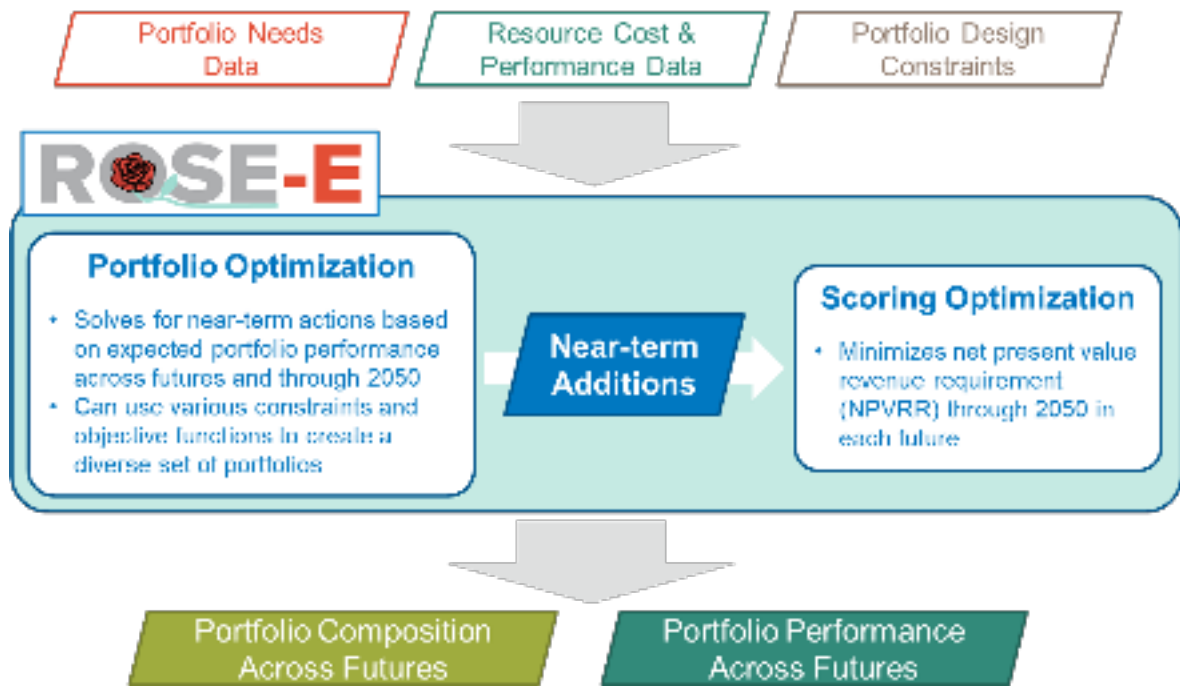 Portfolio Needs
Data
Resource Cost &
Performance Data
Portfolio Design
Constraints
ROSE-E
Portfolio Optimization
• Solves for near-term actions based
on expected portfolio performance
across futures and through 2050
• Can use various constraints and
objective functions to create a
diverse set of portfolios
Near-term
Additions
Scoring Optimization
• Minimizes net present value
revenue requirement
(NPVRR) through 2050 in
each future
Portfolio Composition
Across Futures
Portfolio Performance
Across Futures